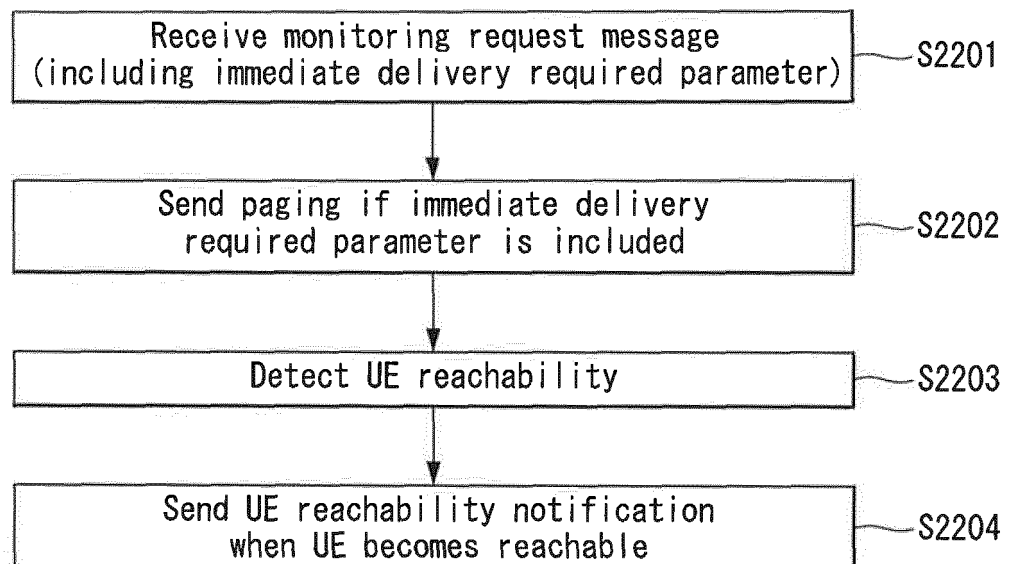 Receive monitoring request message
(including immediate delivery required parameter)
S2201
Send paging if immediate delivery
required parameter is included
S2202
Detect UE reachability
S2203
Send UE reachability notification
when UE becomes reachable
S2204